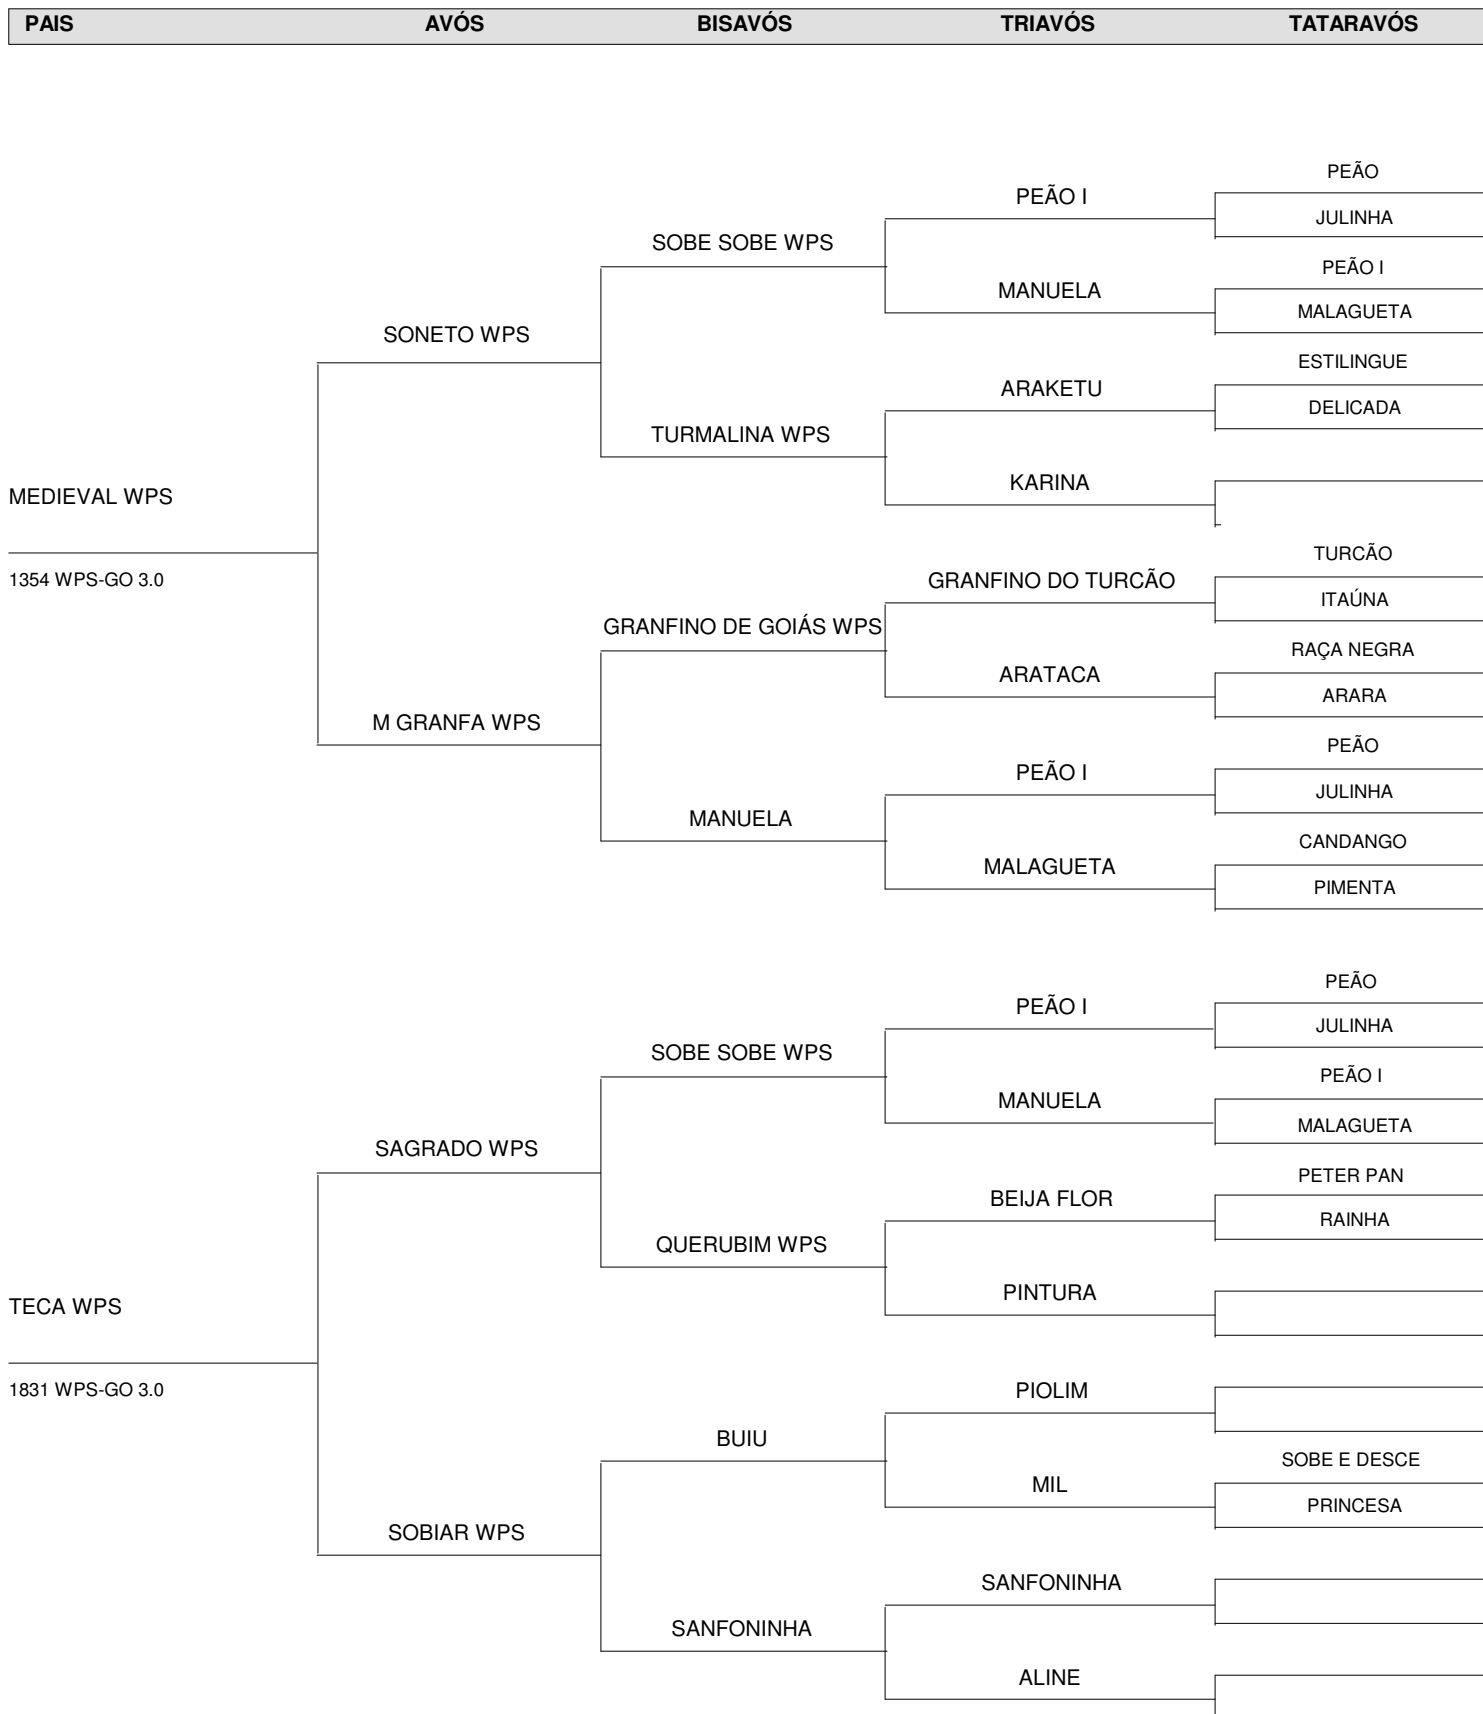 PAIS AVÓS BISAVÓS TRIAVÓS TATARAVÓS
PEÃO
PEÃO I
JULINHA
SOBE SOBE WPS
PEÃO I
MANUELA
MALAGUETA
SONETO WPS
ESTILINGUE
ARAKETU
DELICADA
TURMALINA WPS
KARINA
MEDIEVAL WPS
TURCÃO
1354 WPS-GO 3.0
GRANFINO DO TURCÃO
ITAÚNA
GRANFINO DE GOIÁS WPS
RAÇA NEGRA
ARATACA
ARARA
M GRANFA WPS
PEÃO
PEÃO I
JULINHA
MANUELA
CANDANGO
MALAGUETA
PIMENTA
PEÃO
PEÃO I
JULINHA
SOBE SOBE WPS
PEÃO I
MANUELA
MALAGUETA
SAGRADO WPS
PETER PAN
BEIJA FLOR
RAINHA
QUERUBIM WPS
PINTURA
TECA WPS
1831 WPS-GO 3.0
PIOLIM
BUIU
SOBE E DESCE
MIL
PRINCESA
SOBIAR WPS
SANFONINHA
SANFONINHA
ALINE